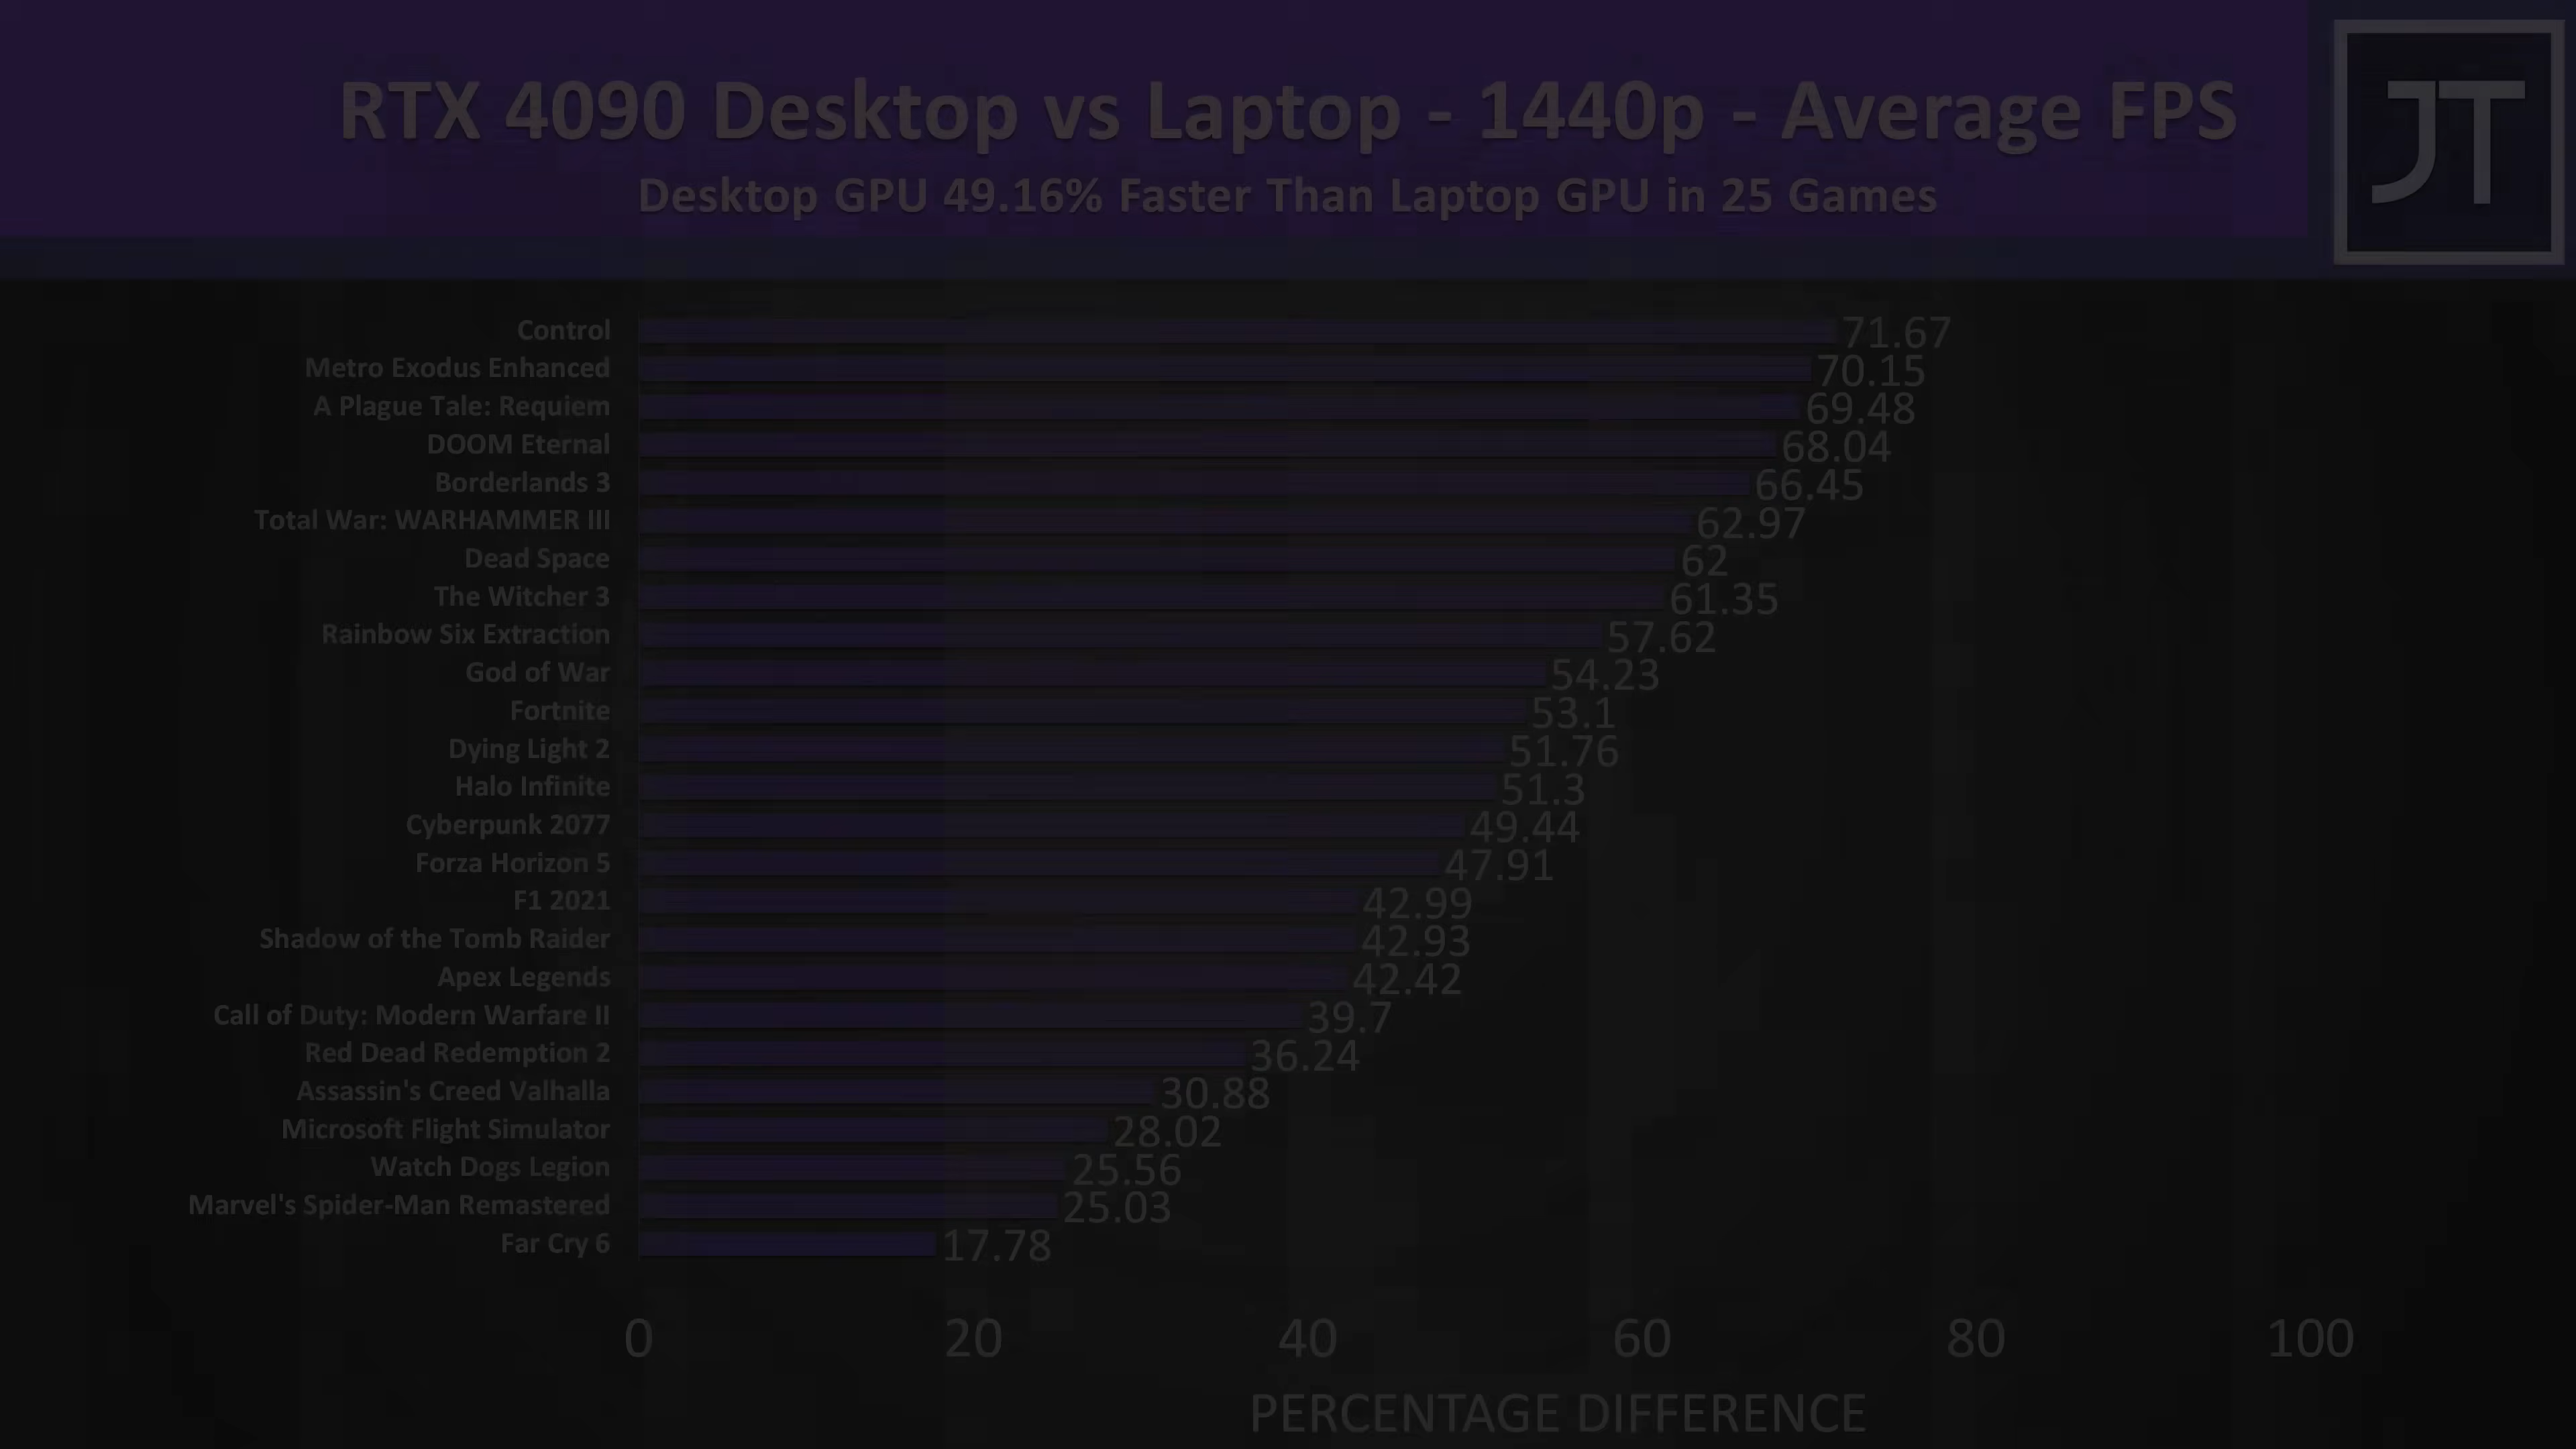 RTX 4090 Desktop vs Laptop - 1440p - Average FPS
Desktop GPU 49.16% Faster Than Laptop GPU in 25 Games
JT
Control 71.67
Metro Exodus Enhanced 70.15
A Plague Tale: Requiem 69.48
DOOM Eternal 68.04
Borderlands 3 66.45
Total War: WARHAMMER III 62.97
Dead Space 62
The Witcher 3 61.35
Rainbow Six Extraction 57.62
God of War 54.23
Fortnite 53.1
Dying Light 2 51.76
Halo Infinite 51.3
Cyberpunk 2077 49.44
Forza Horizon 5 47.91
F1 2021 42.99
Shadow of the Tomb Raider 42.93
Apex Legends 42.42
Call of Duty: Modern Warfare II 39.7
Red Dead Redemption 2 36.24
Assassin's Creed Valhalla 30.88
Microsoft Flight Simulator 28.02
Watch Dogs Legion 25.56
Marvel's Spider-Man Remastered 25.03
Far Cry 6 17.78
0 20 40 60 80 100
PERCENTAGE DIFFERENCE